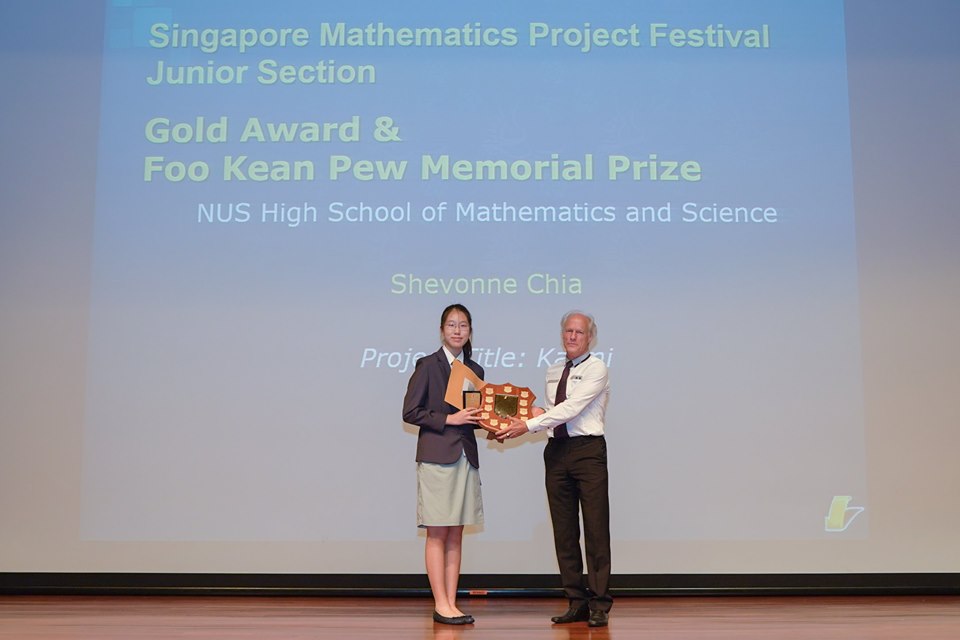 Singapore Mathematics Project Festival
Junior Section
Gold Award &
Foo Kean Pew Memorial Prize
NUS High School of Mathematics and Science
Shevonne Chia
Project Title: